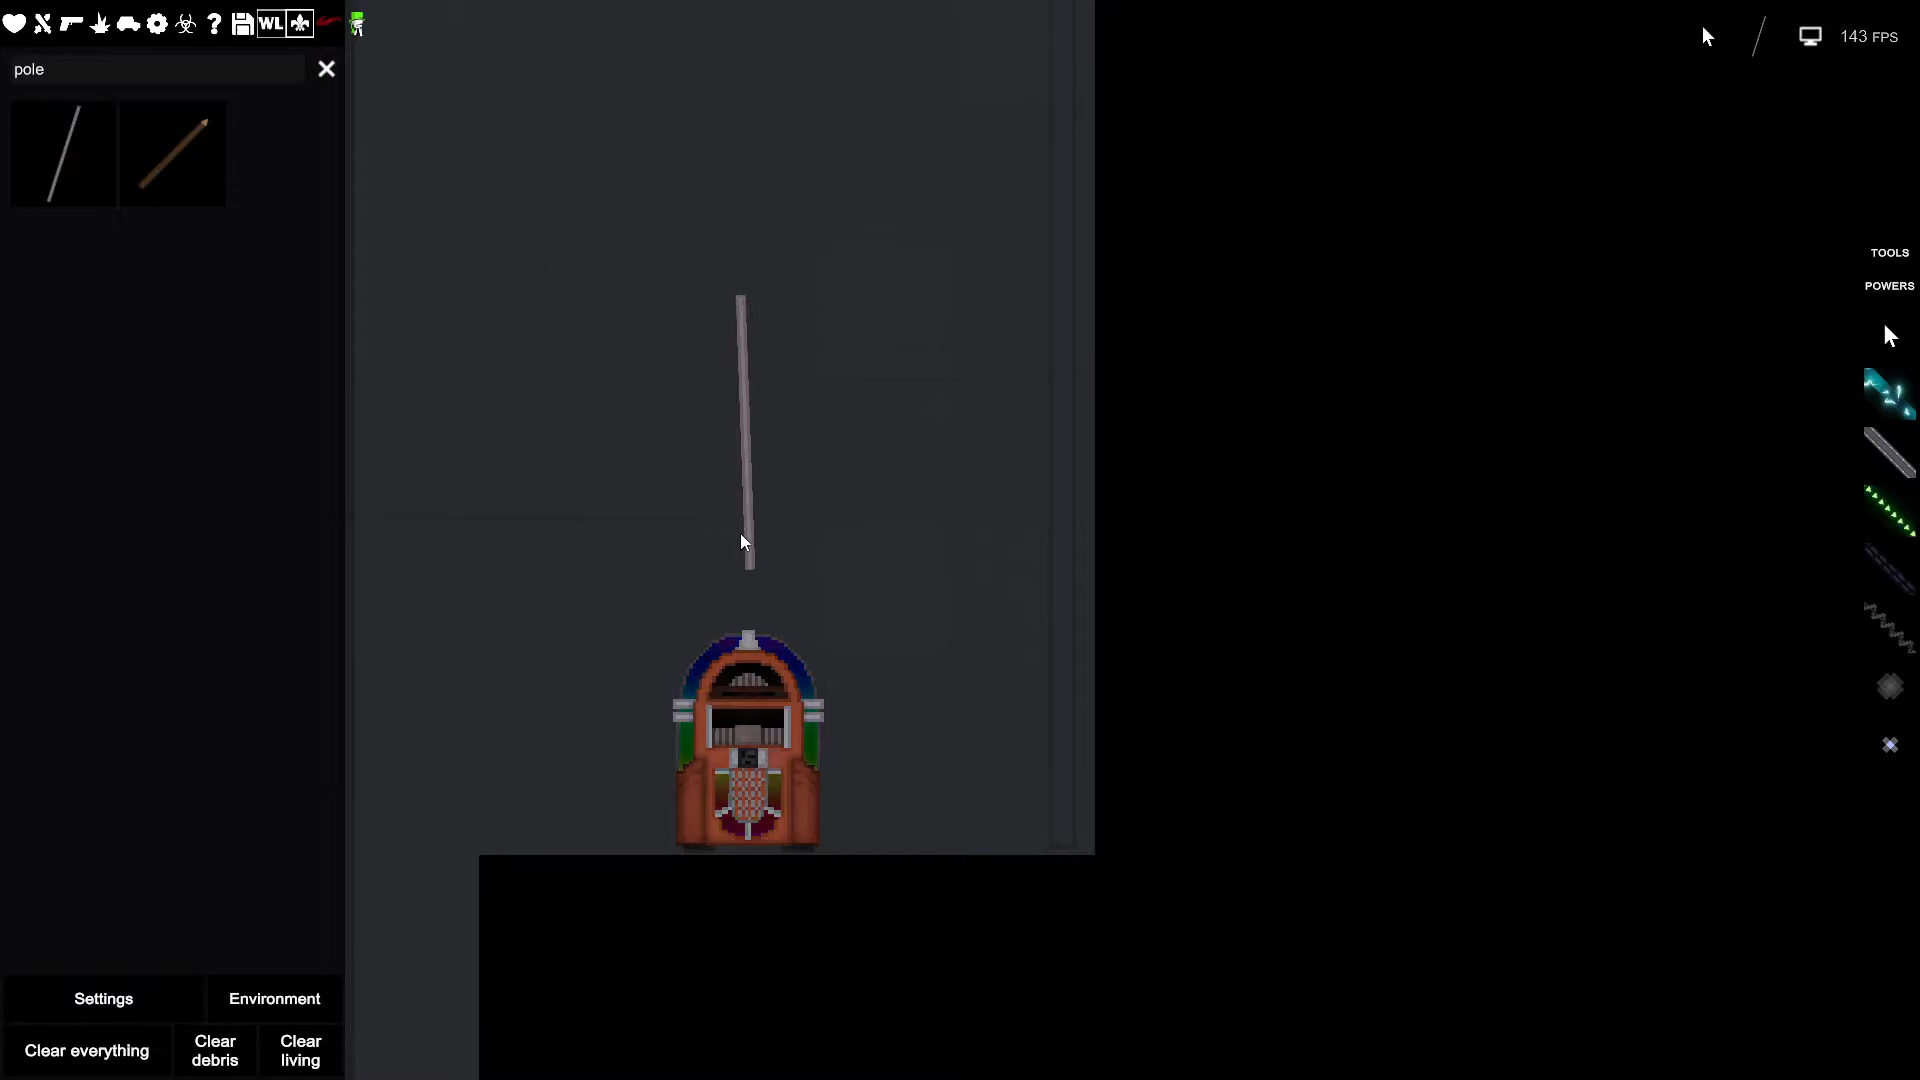 WL
143 FPS
pole
TOOLS
POWERS
Settings
Environment
Clear everything
Clear
debris
Clear
living